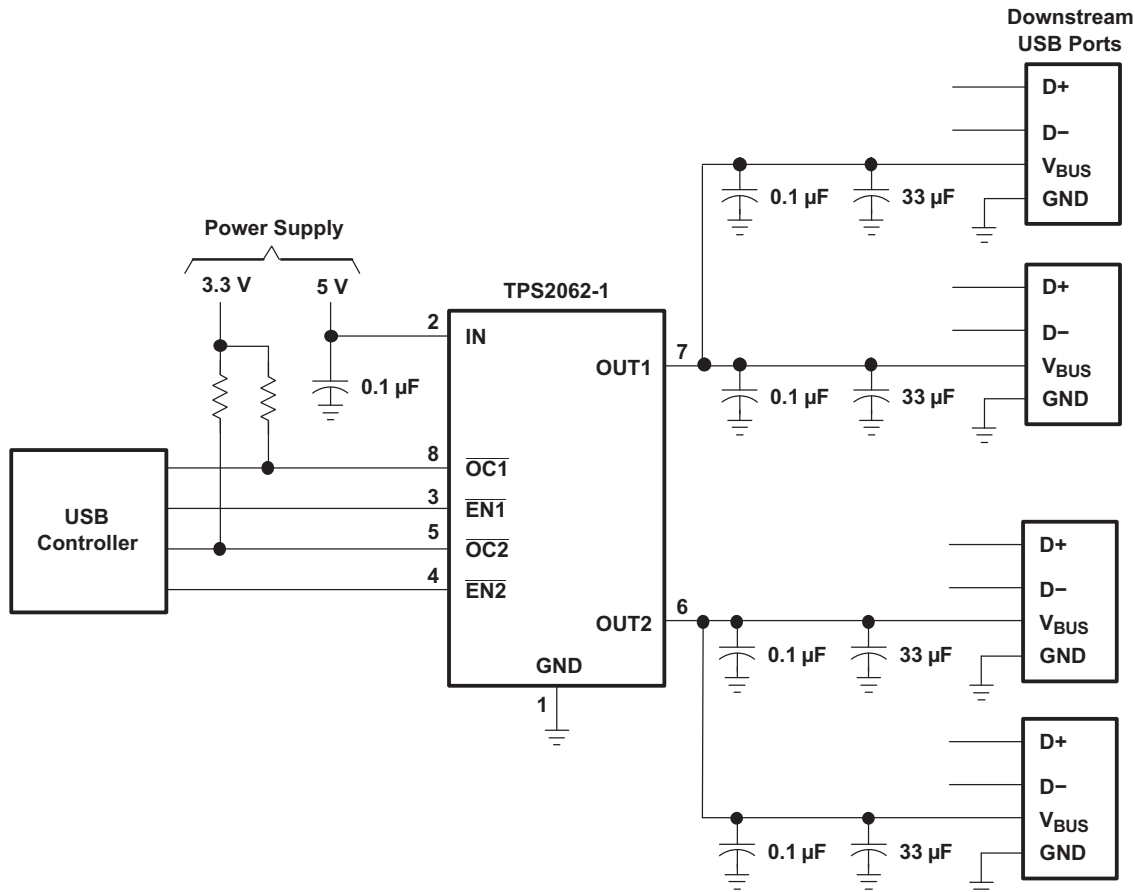 Downstream
USB Ports
D+
D−
VBUS
GND
0.1 µF
33 µF
Power Supply
3.3 V
5 V
0.1 µF
TPS2062-1
2
IN
7
OUT1
D+
D−
VBUS
GND
0.1 µF
33 µF
USB
Controller
8
OC1
3
EN1
5
OC2
4
EN2
6
OUT2
GND
1
D+
D−
VBUS
GND
0.1 µF
33 µF
D+
D−
VBUS
GND
0.1 µF
33 µF